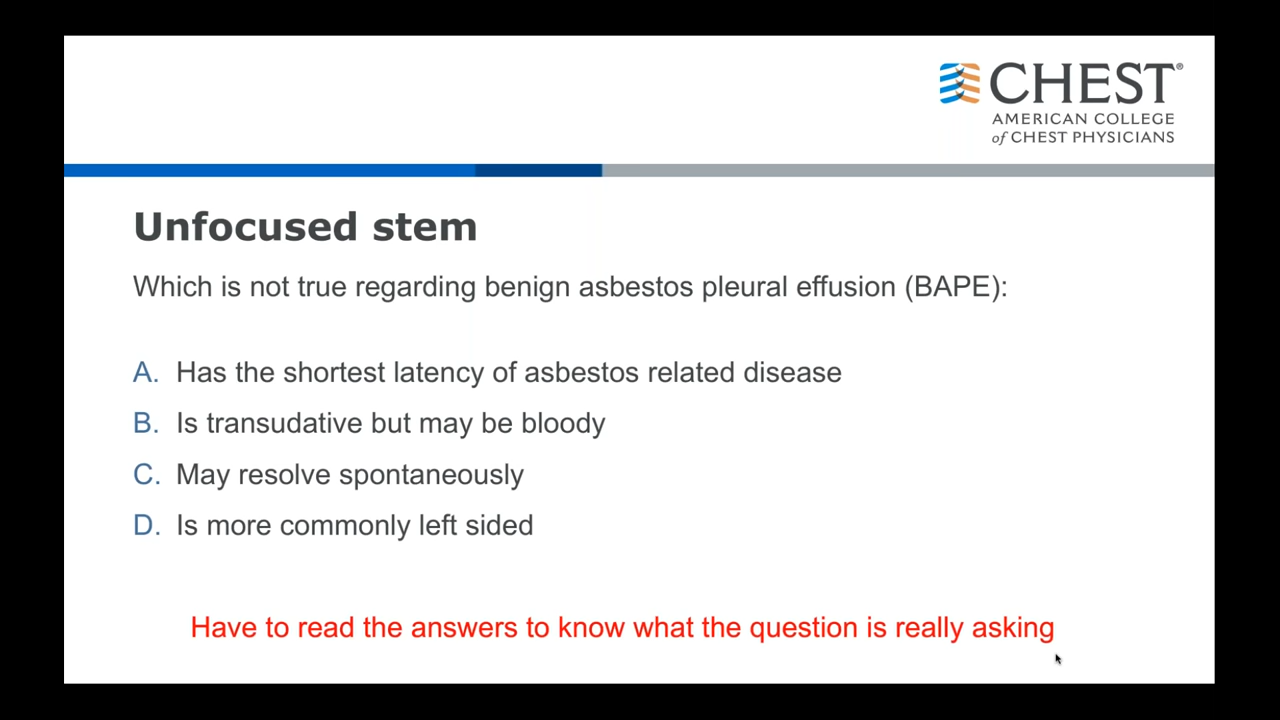 CHEST®
AMERICAN COLLEGE
of CHEST PHYSICIANS
Unfocused stem
Which is not true regarding benign asbestos pleural effusion (BAPE):
A. Has the shortest latency of asbestos related disease
B. Is transudative but may be bloody
C. May resolve spontaneously
D. Is more commonly left sided
Have to read the answers to know what the question is really asking